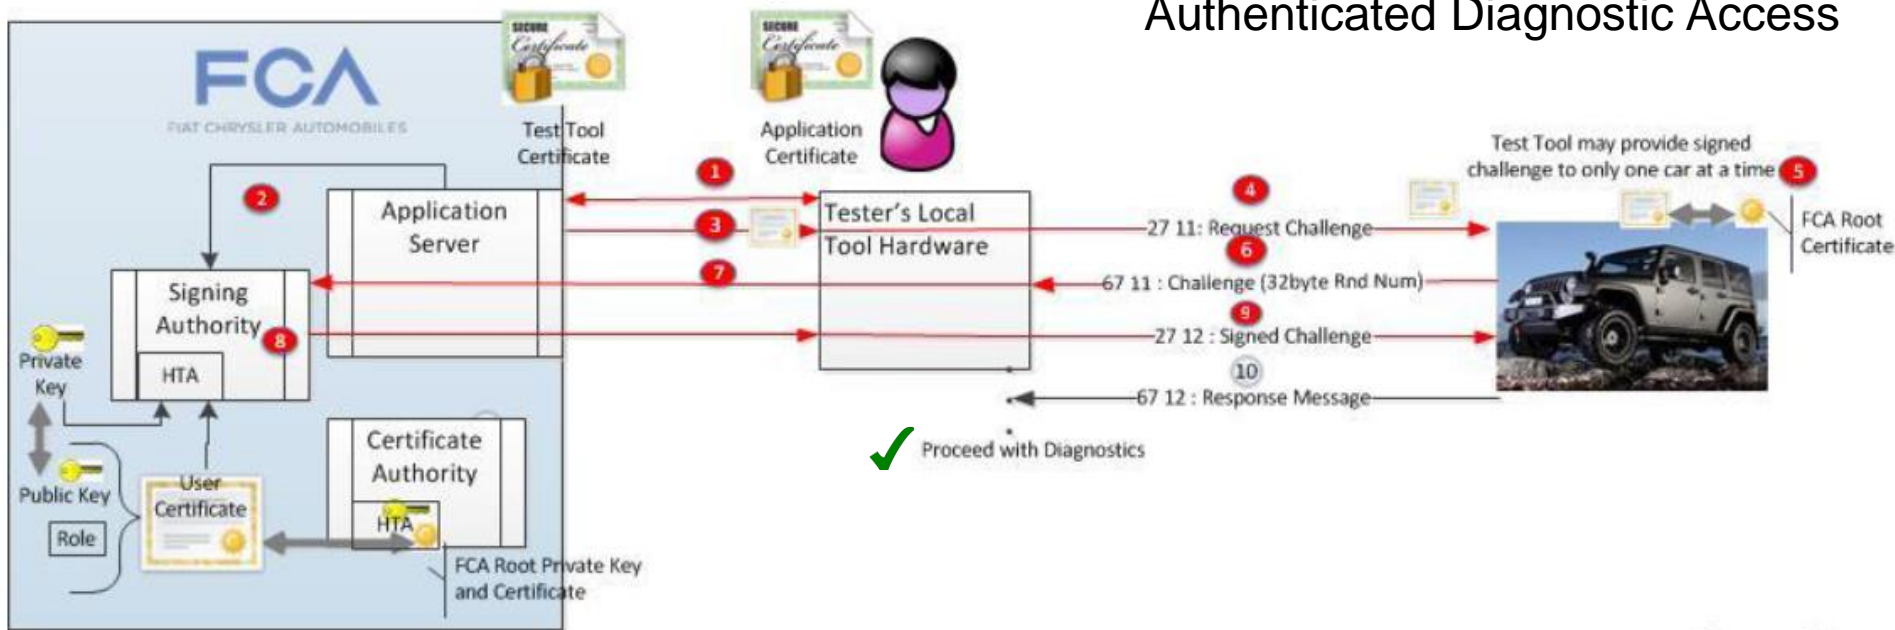 Authenticated Diagnostic Access
FCA
FIAT CHRYSLER AUTOMOBILES
SECURE
Certificate
Test Tool
Certificate
SECURE
Certificate
Application
Certificate
Test Tool may provide signed
challenge to only one car at a time
5
FCA Root
Certificate
1
2
3
4
Application
Server
Tester's Local
Tool Hardware
27 11: Request Challenge
6
7
67 11 : Challenge (32byte Rnd Num)
Signing
Authority
8
9
27 12 : Signed Challenge
HTA
10
67 12 : Response Message
Private
Key
Proceed with Diagnostics
Certificate
Authority
HTA
Public Key
User
Certificate
Role
FCA Root Private Key
and Certificate